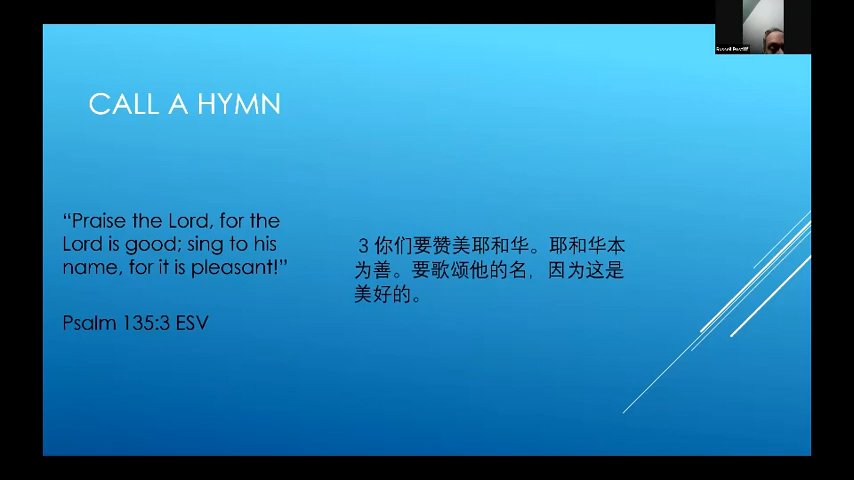 CALL A HYMN
“Praise the Lord, for the
Lord is good; sing to his
name, for it is pleasant!”
Psalm 135:3 ESV
3 你们要赞美耶和华。耶和华本
为善。要歌颂他的名，因为这是
美好的。
Russell